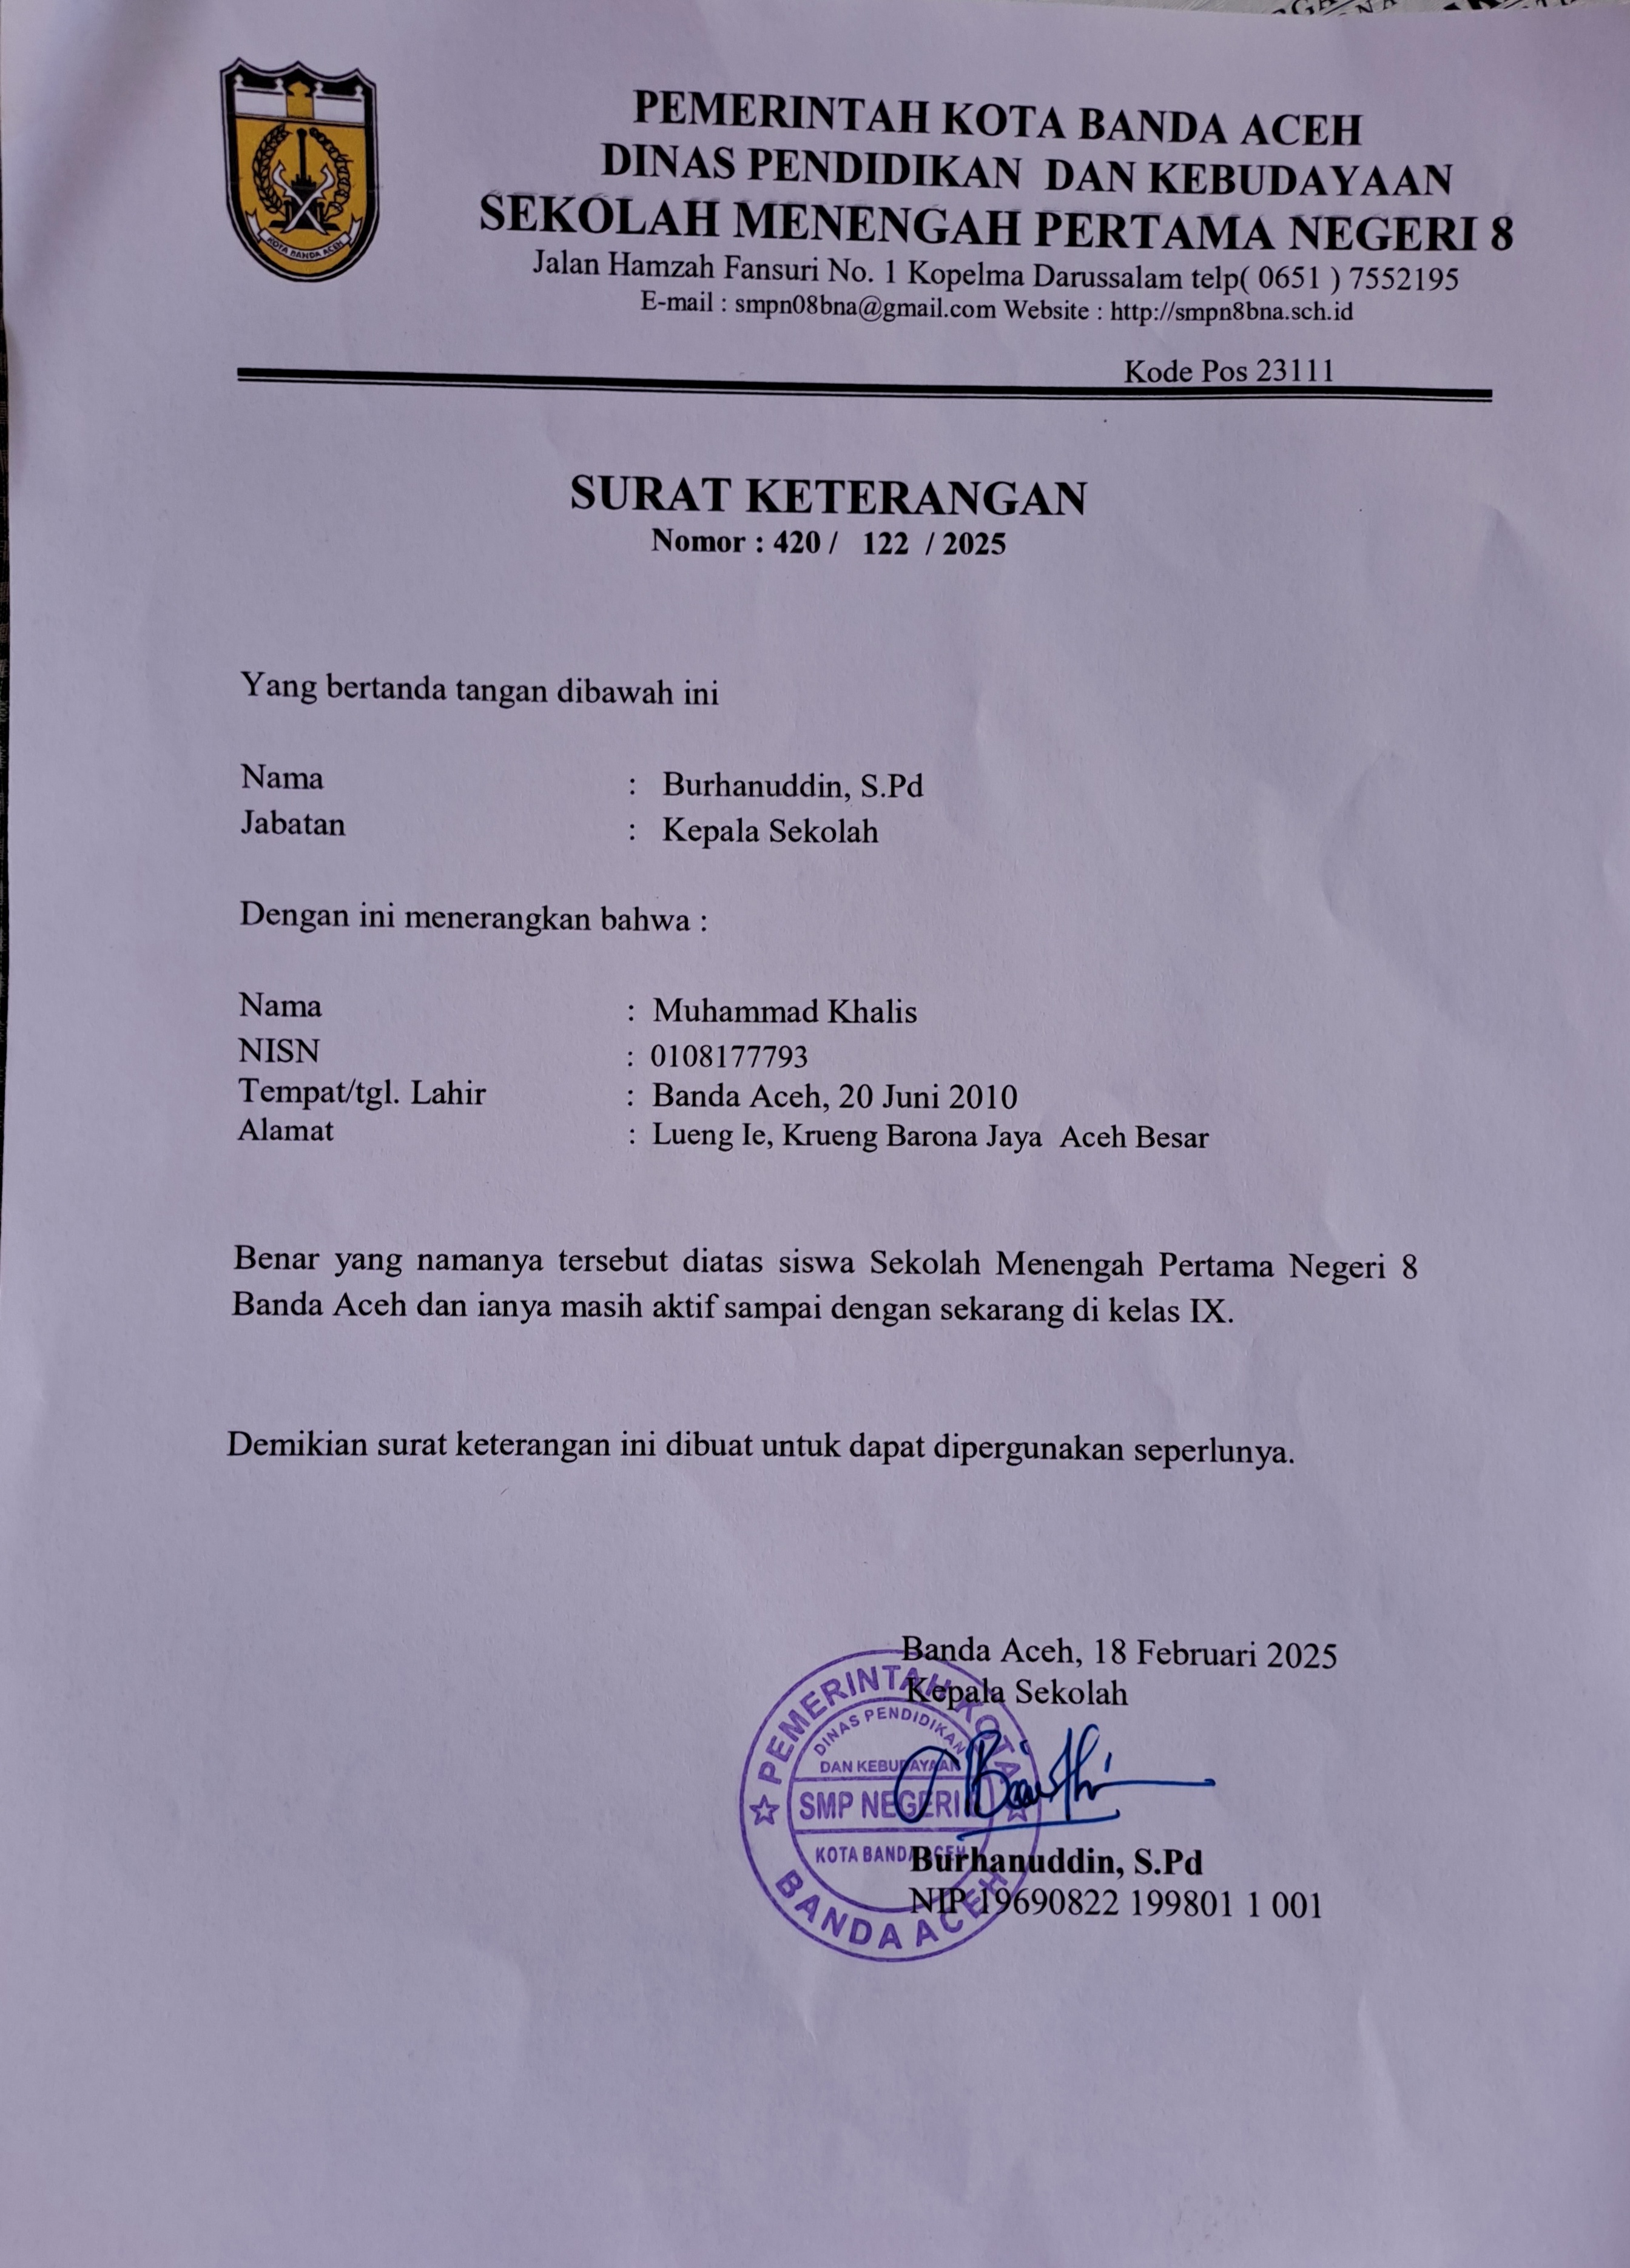 PEMERINTAH KOTA BANDA ACEH
DINAS PENDIDIKAN DAN KEBUDAYAAN
SEKOLAH MENENGAH PERTAMA NEGERI 8
Jalan Hamzah Fansuri No. 1 Kopelma Darussalam telp( 0651 ) 7552195
E-mail : smpn08bna@gmail.com Website : http://smpn8bna.sch.id
Kode Pos 23111
KOTA BANDA ACEH
SURAT KETERANGAN
Nomor : 420 / 122 / 2025
Yang bertanda tangan dibawah ini
Nama : Burhanuddin, S.Pd
Jabatan : Kepala Sekolah
Dengan ini menerangkan bahwa :
Nama : Muhammad Khalis
NISN : 0108177793
Tempat/tgl. Lahir : Banda Aceh, 20 Juni 2010
Alamat : Lueng Ie, Krueng Barona Jaya Aceh Besar
Benar yang namanya tersebut diatas siswa Sekolah Menengah Pertama Negeri 8
Banda Aceh dan ianya masih aktif sampai dengan sekarang di kelas IX.
Demikian surat keterangan ini dibuat untuk dapat dipergunakan seperlunya.
Banda Aceh, 18 Februari 2025
Kepala Sekolah
PEMERINTAH KOTA
DINAS PENDIDIKAN
DAN KEBUDAYAAN
SMP NEGERI
KOTA BANDA ACEH
BANDA ACEH
Burhanuddin, S.Pd
NIP 19690822 199801 1 001